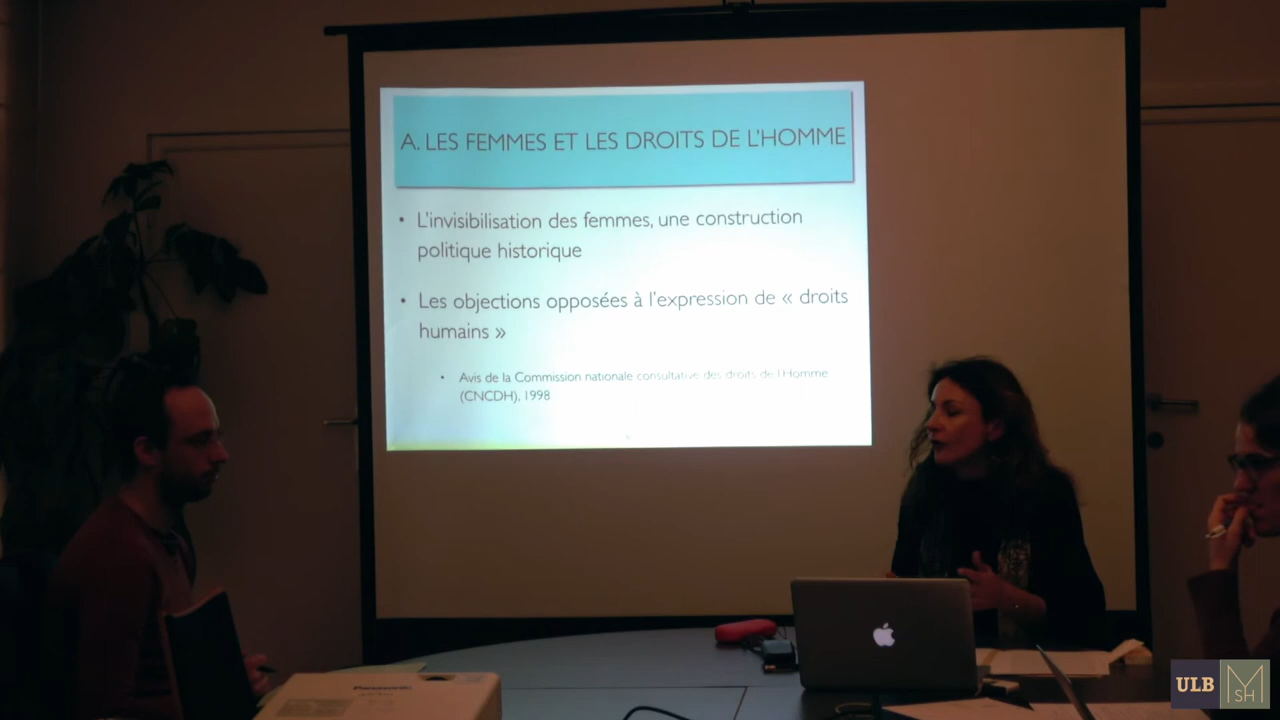 A. LES FEMMES ET LES DROITS DE L'HOMME
• L'invisibilisation des femmes, une construction
politique historique
• Les objections opposées à l'expression de « droits
humains »
• Avis de la Commission nationale consultative des droits de l'Homme
(CNCDH), 1998
Panasonic
ULB
MSH